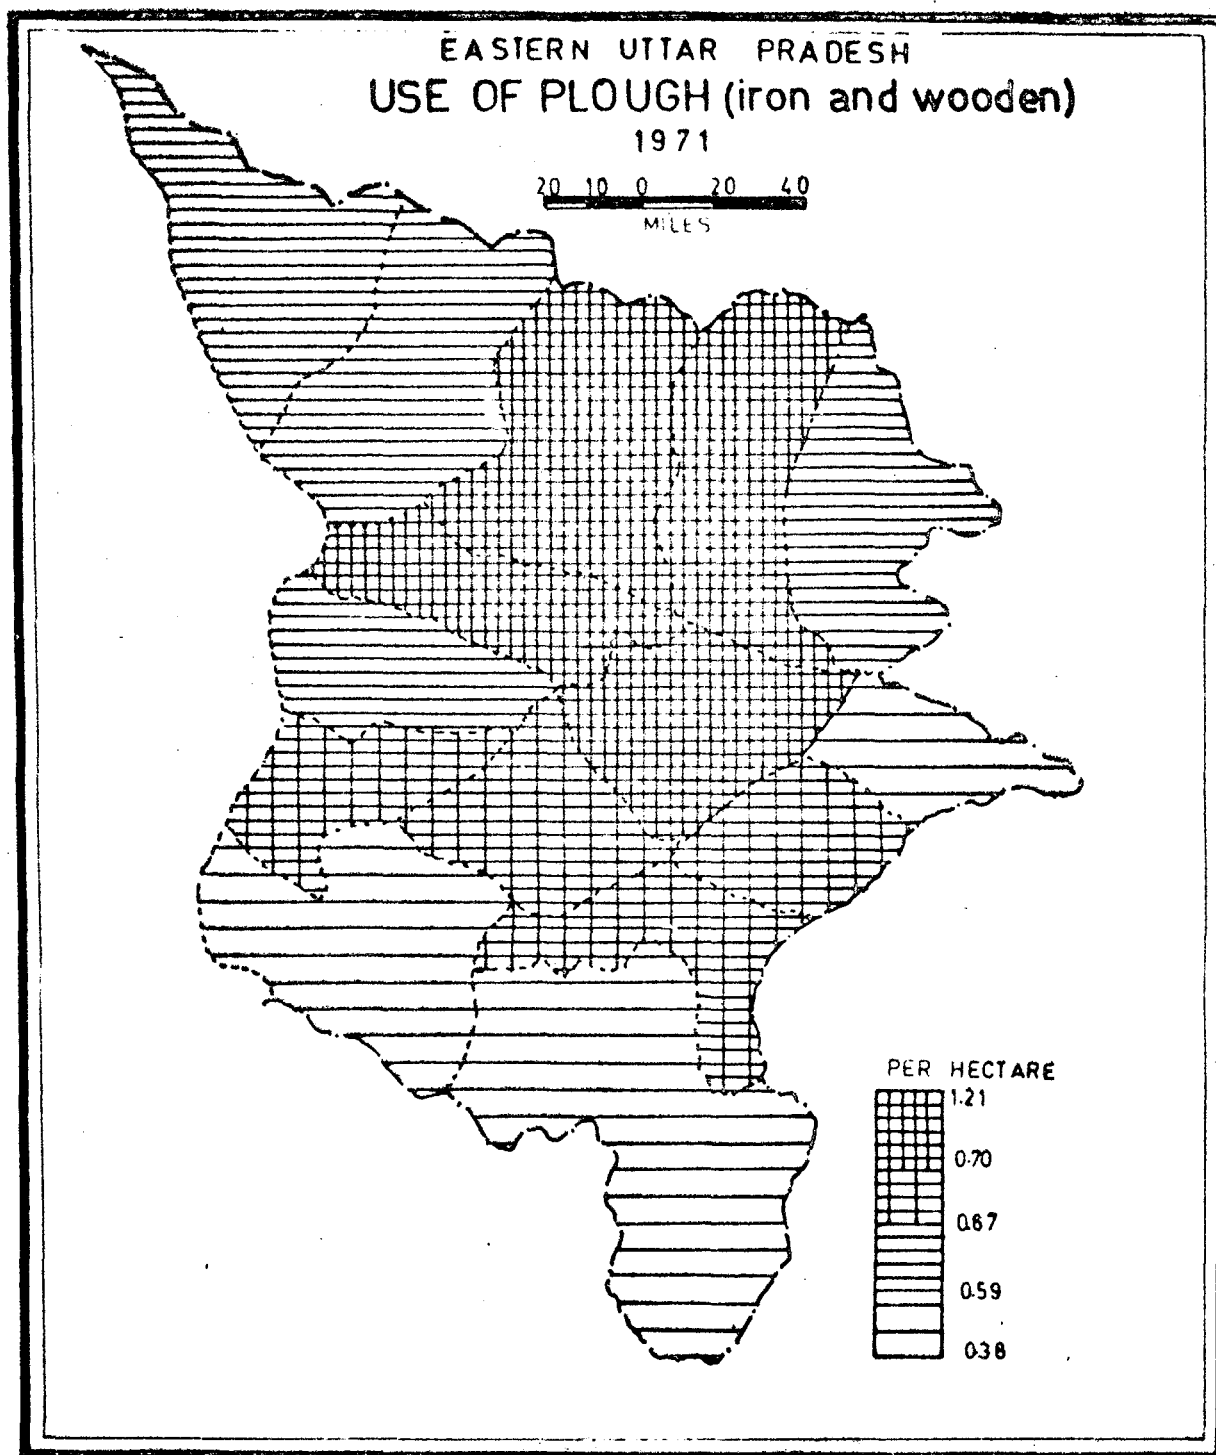 EASTERN UTTAR PRADESH
USE OF PLOUGH (iron and wooden)
1971
20 10 0 20 40
MILES
PER HECTARE
1.21
0.70
0.67
0.59
0.38